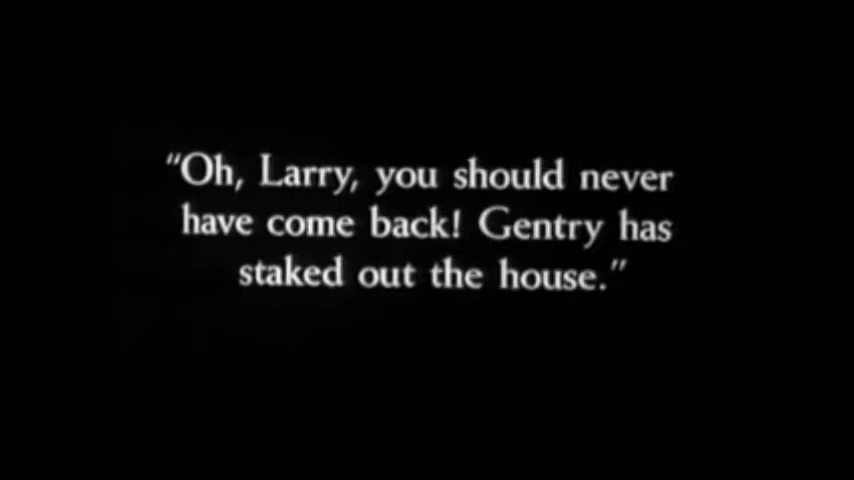 "Oh, Larry, you should never
have come back! Gentry has
staked out the house."